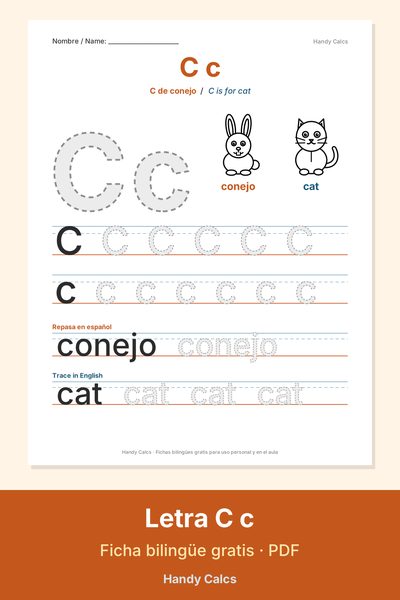 Nombre / Name: ____________________
Handy Calcs
C c
C de conejo / C is for cat
C c
conejo
cat
C C C C C C
c c c c c c c
Repasa en español
conejo conejo
Trace in English
cat cat cat cat
Handy Calcs · Fichas bilingües gratis para uso personal y en el aula
Letra C c
Ficha bilingüe gratis · PDF
Handy Calcs